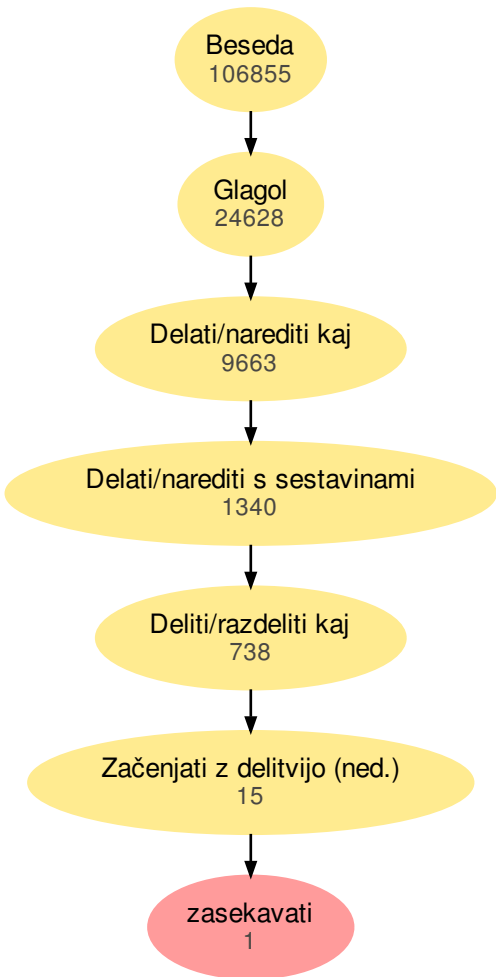 Beseda
106855
Glagol
24628
Delati/narediti kaj
9663
Delati/narediti s sestavinami
1340
Deliti/razdeliti kaj
738
Začenjati z delitvijo (ned.)
15
zasekavati
1